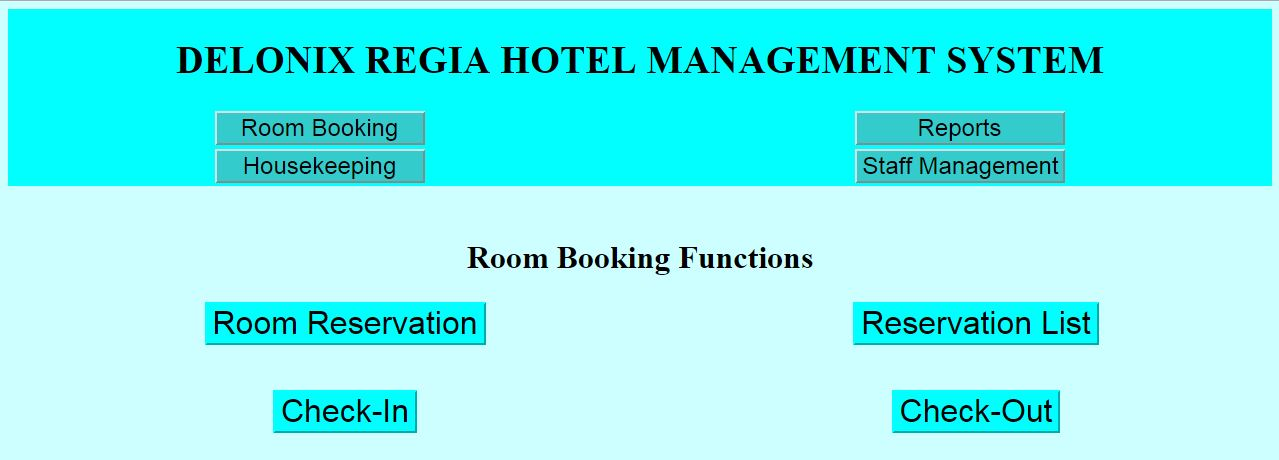 DELONIX REGIA HOTEL MANAGEMENT SYSTEM
Room Booking
Reports
Housekeeping
Staff Management
Room Booking Functions
Room Reservation
Reservation List
Check-In
Check-Out